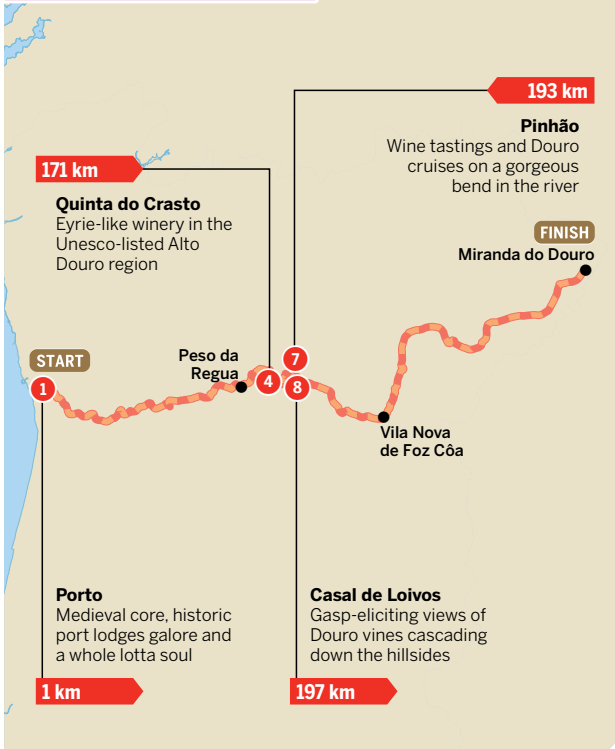 193 km
Pinhão
Wine tastings and Douro
cruises on a gorgeous
bend in the river
171 km
Quinta do Crasto
Eyrie-like winery in the
Unesco-listed Alto
Douro region
FINISH
Miranda do Douro
START
Peso da
Regua
1
4
7
8
Vila Nova
de Foz Côa
Porto
Medieval core, historic
port lodges galore and
a whole lotta soul
1 km
Casal de Loivos
Gasp-eliciting views of
Douro vines cascading
down the hillsides
197 km